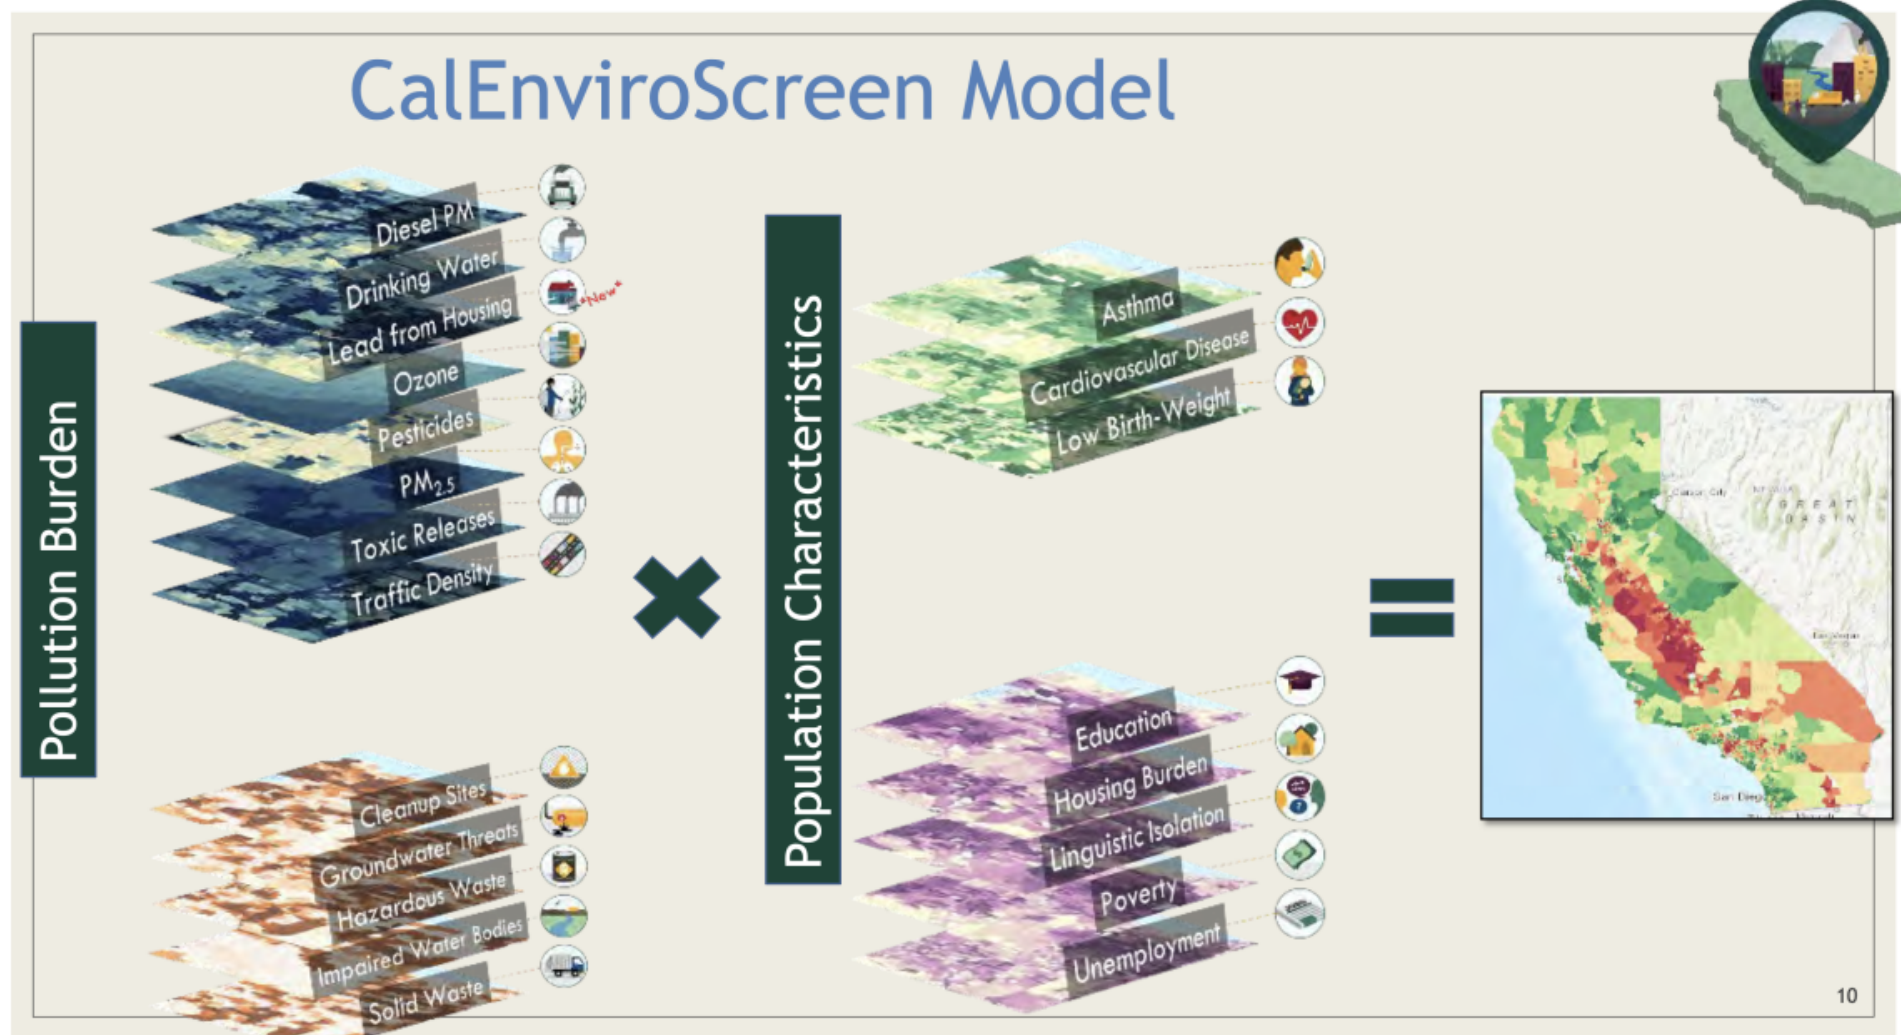 CalEnviroScreen Model
Pollution Burden
Diesel PM
Drinking Water
Lead from Housing
*New*
Ozone
Pesticides
PM2.5
Toxic Releases
Traffic Density
Cleanup Sites
Groundwater Threats
Hazardous Waste
Impaired Water Bodies
Solid Waste
Population Characteristics
Asthma
Cardiovascular Disease
Low Birth-Weight
Education
Housing Burden
Linguistic Isolation
Poverty
Unemployment
Carson City
GREAT
BASIN
San Diego
10